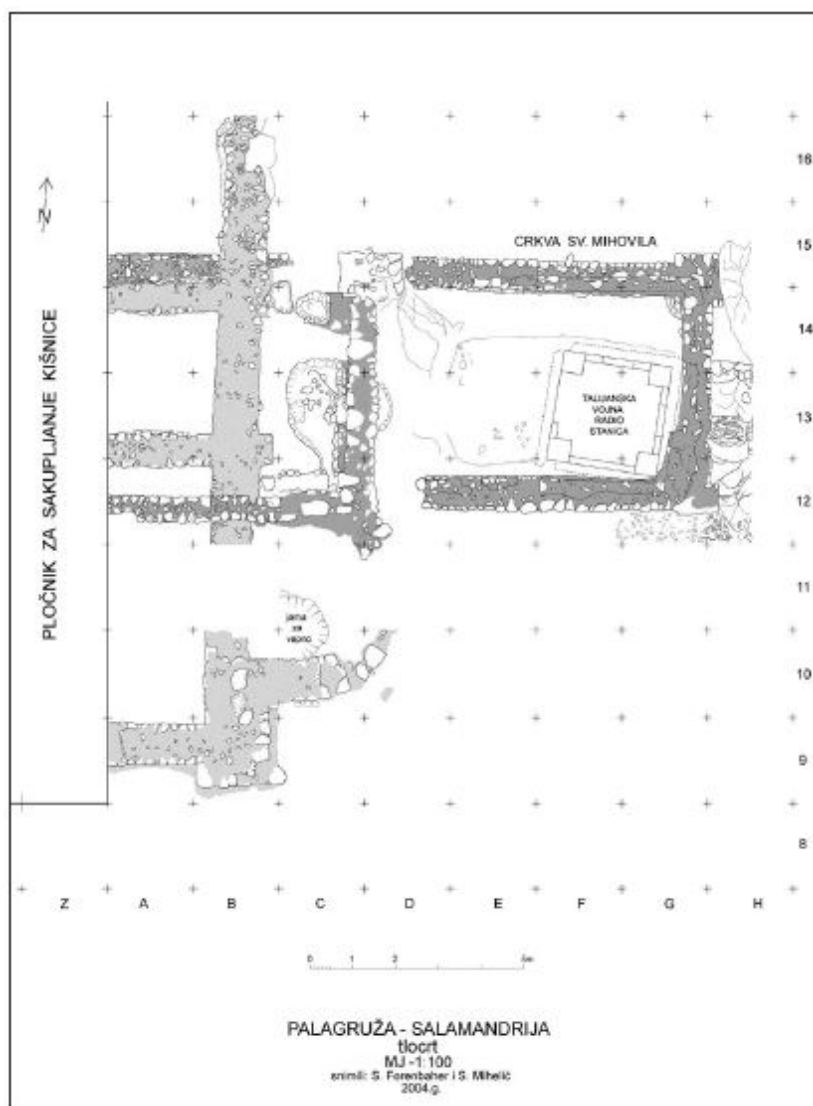 16
CRKVA SV. MIHOVILA
15
14
TALIJANSKA
VOJNA
RADIO
STANICA
13
12
PLOČNIK ZA SAKUPLJANJE KIŠNICE
N
11
jama
za
vapno
10
9
8
Z A B C D E F G H
0 1 2 5m
PALAGRUŽA - SALAMANDRIJA
tlocrt
MJ -1:100
snimili: S. Forenbaher i S. Mihelić
2004.g.